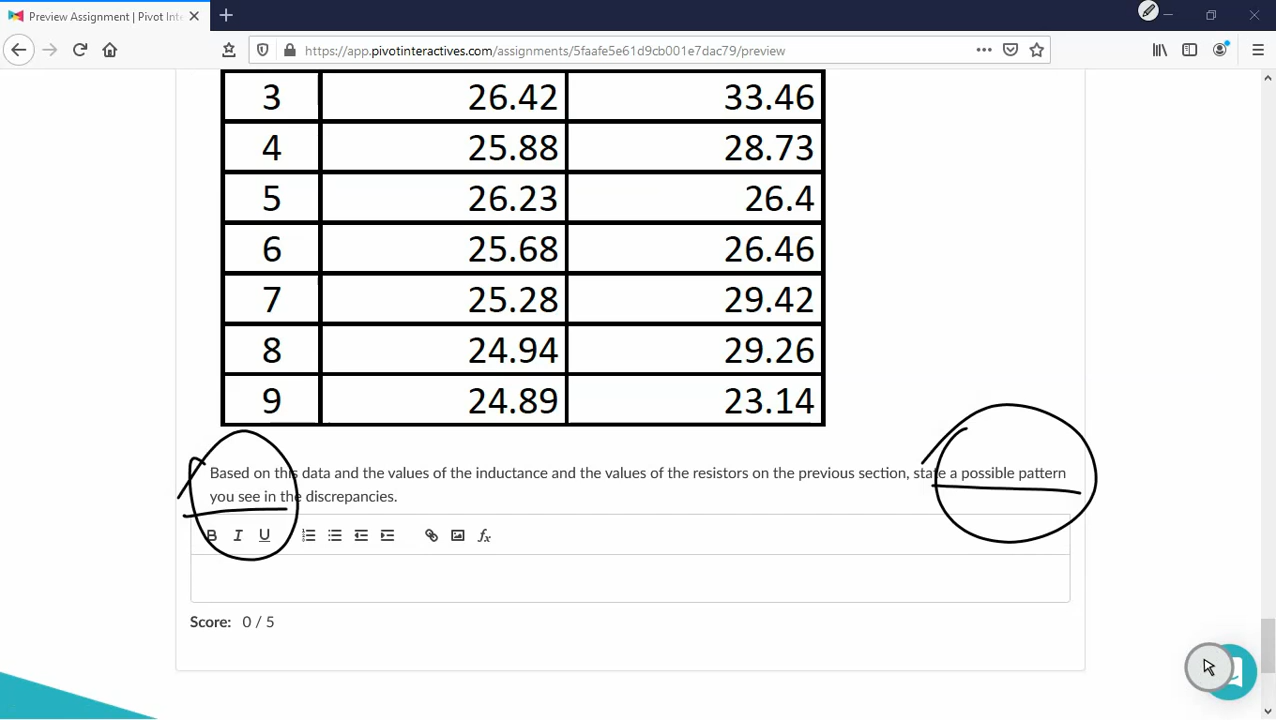 Preview Assignment | Pivot Inte
https://app.pivotinteractives.com/assignments/5faafe5e61d9cb001e7dac79/preview
3 26.42 33.46
4 25.88 28.73
5 26.23 26.4
6 25.68 26.46
7 25.28 29.42
8 24.94 29.26
9 24.89 23.14
Based on this data and the values of the inductance and the values of the resistors on the previous section, state a possible pattern
you see in the discrepancies.
B I U fx
Score: 0 / 5